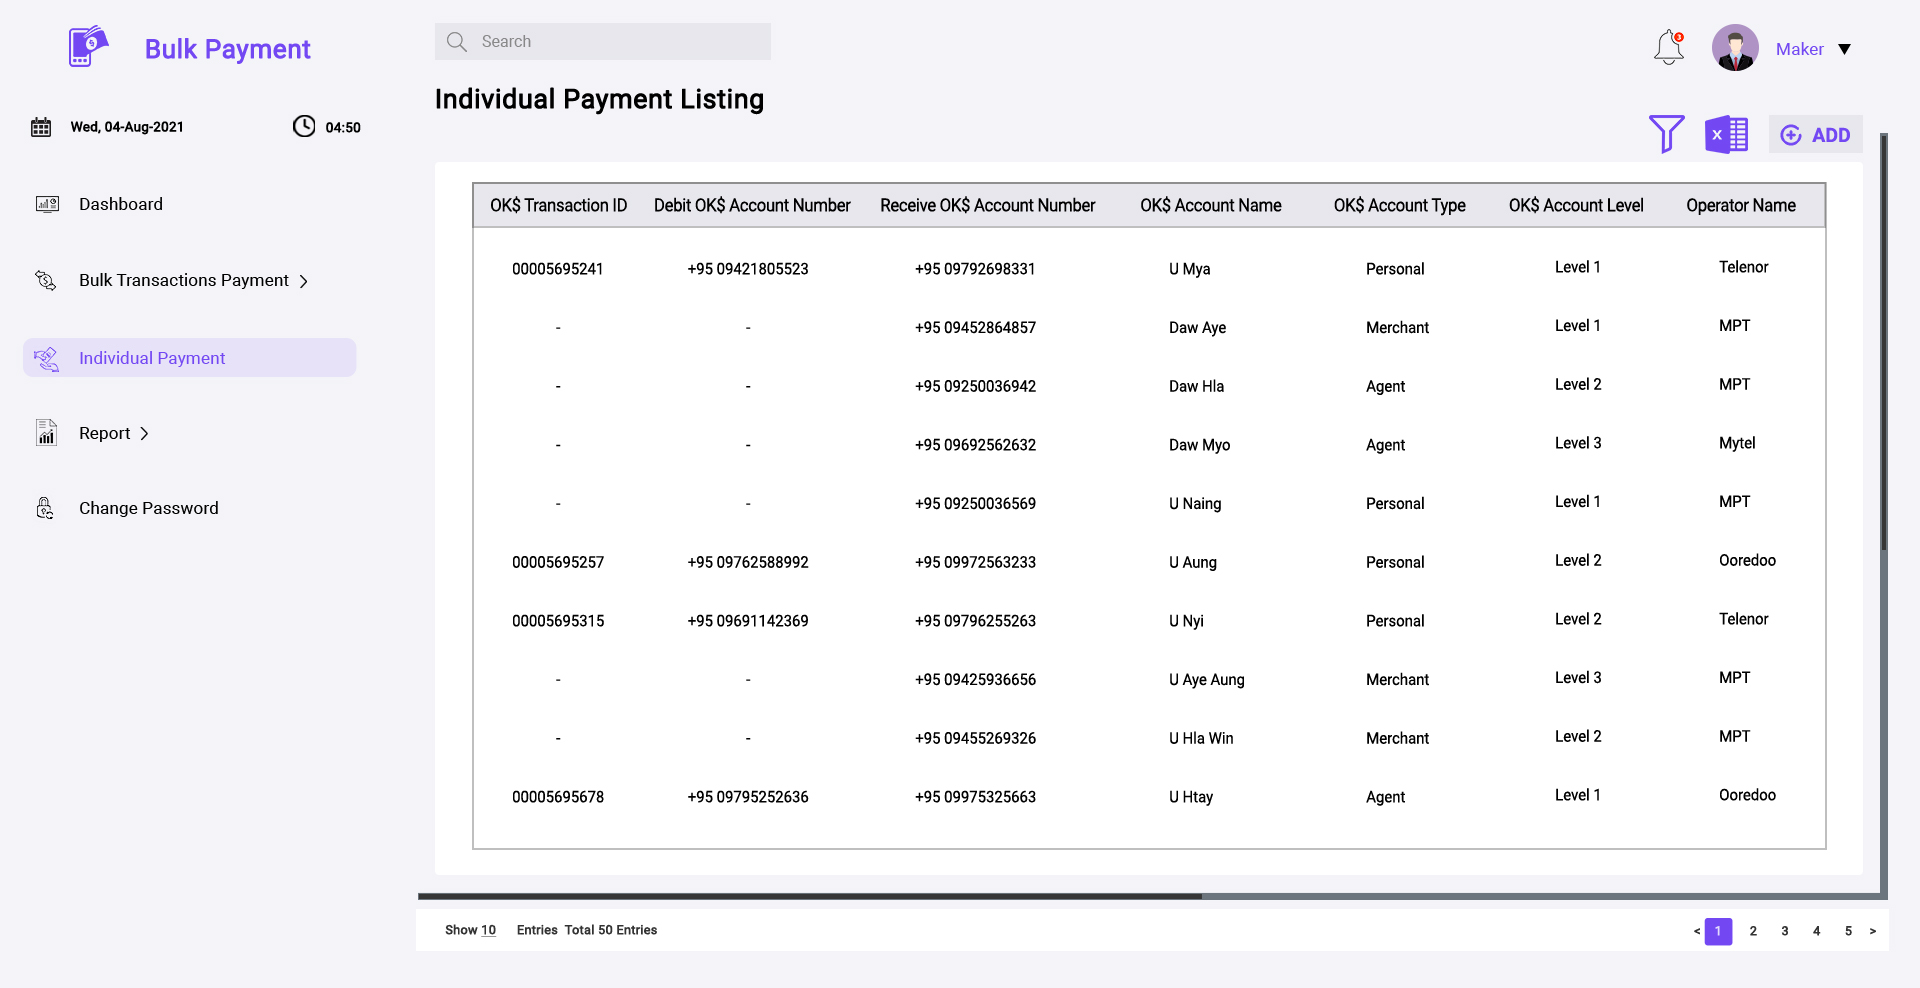 Bulk Payment
Search
3
Maker
Individual Payment Listing
Wed, 04-Aug-2021 04:50
X
ADD
Dashboard
Bulk Transactions Payment >
Individual Payment
Report >
Change Password
OK$ Transaction ID Debit OK$ Account Number Receive OK$ Account Number OK$ Account Name OK$ Account Type OK$ Account Level Operator Name
00005695241 +95 09421805523 +95 09792698331 U Mya Personal Level 1 Telenor
- - +95 09452864857 Daw Aye Merchant Level 1 MPT
- - +95 09250036942 Daw Hla Agent Level 2 MPT
- - +95 09692562632 Daw Myo Agent Level 3 Mytel
- - +95 09250036569 U Naing Personal Level 1 MPT
00005695257 +95 09762588992 +95 09972563233 U Aung Personal Level 2 Ooredoo
00005695315 +95 09691142369 +95 09796255263 U Nyi Personal Level 2 Telenor
- - +95 09425936656 U Aye Aung Merchant Level 3 MPT
- - +95 09455269326 U Hla Win Merchant Level 2 MPT
00005695678 +95 09795252636 +95 09975325663 U Htay Agent Level 1 Ooredoo
Show 10 Entries Total 50 Entries
< 1 2 3 4 5 >